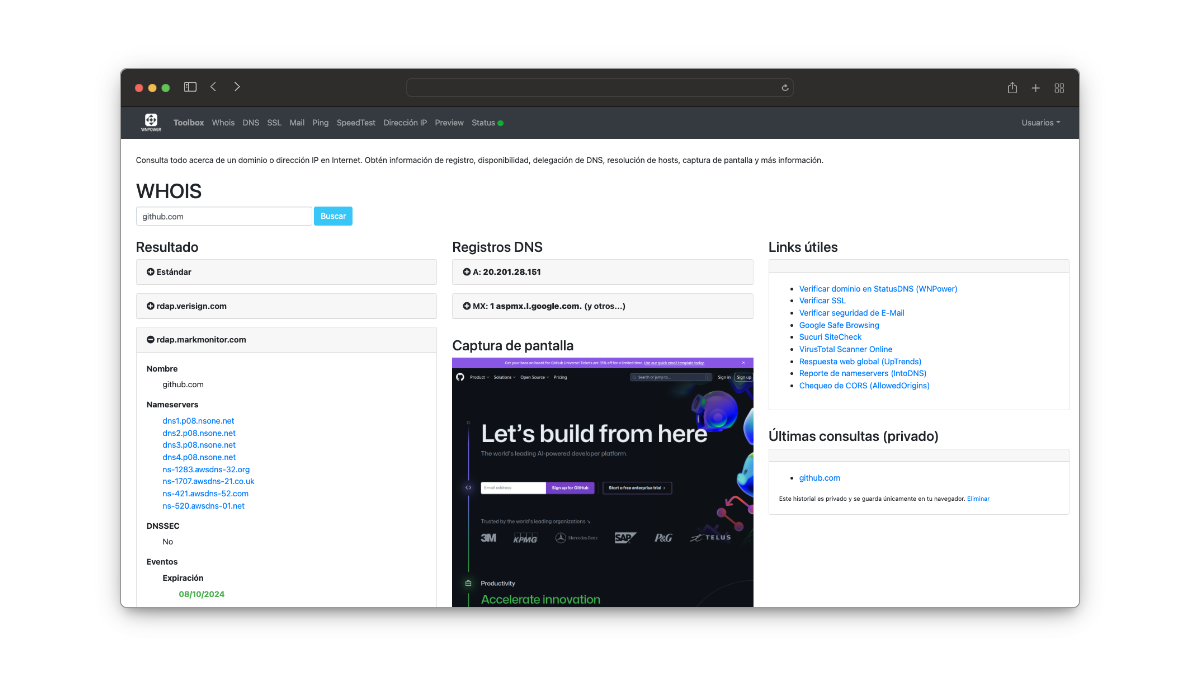 WNPOWER
Toolbox Whois DNS SSL Mail Ping SpeedTest Dirección IP Preview Status
Usuarios
Consulta todo acerca de un dominio o dirección IP en Internet. Obtén información de registro, disponibilidad, delegación de DNS, resolución de hosts, captura de pantalla y más información.
WHOIS
github.com
Buscar
Resultado
Estándar
rdap.verisign.com
rdap.markmonitor.com
Nombre
github.com
Nameservers
dns1.p08.nsone.net
dns2.p08.nsone.net
dns3.p08.nsone.net
dns4.p08.nsone.net
ns-1283.awsdns-32.org
ns-1707.awsdns-21.co.uk
ns-421.awsdns-52.com
ns-520.awsdns-01.net
DNSSEC
No
Eventos
Expiración
08/10/2024
Registros DNS
A: 20.201.28.151
MX: 1 aspmx.l.google.com. (y otros...)
Captura de pantalla
Product Solutions Open Source Pricing
Sign in
Sign up
Let's build from here
The world's leading AI-powered developer platform.
Email address
Sign up for GitHub
Start a free enterprise trial
Trusted by the world's leading organizations
3M
KPMG
Mercedes-Benz
SAP
P&G
TELUS
Productivity
Accelerate innovation
Links útiles
Verificar dominio en StatusDNS (WNPower)
Verificar SSL
Verificar seguridad de E-Mail
Google Safe Browsing
Sucuri SiteCheck
VirusTotal Scanner Online
Respuesta web global (UpTrends)
Reporte de nameservers (IntoDNS)
Chequeo de CORS (AllowedOrigins)
Últimas consultas (privado)
github.com
Este historial es privado y se guarda únicamente en tu navegador. Eliminar